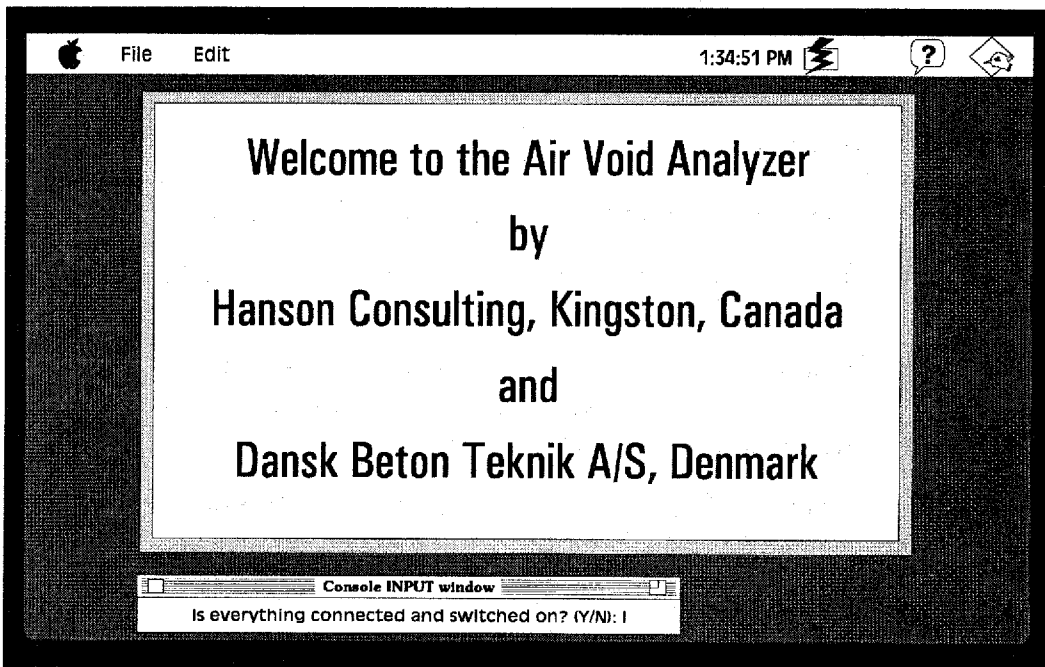 File Edit 1:34:51 PM ?
Welcome to the Air Void Analyzer
by
Hanson Consulting, Kingston, Canada
and
Dansk Beton Teknik A/S, Denmark
Console INPUT window
Is everything connected and switched on? (Y/N): |